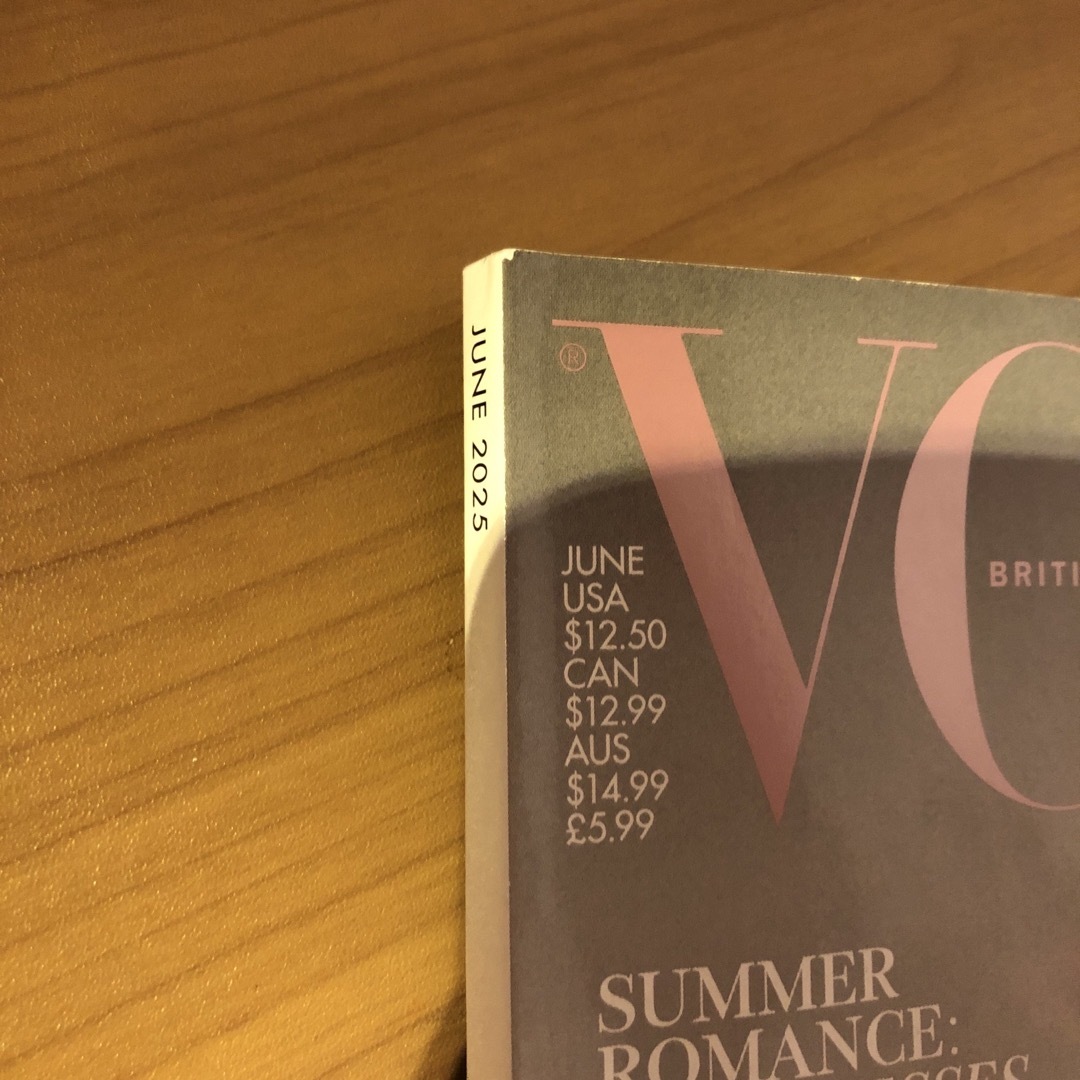 JUNE 2025
VO
®
BRITI
JUNE
USA
$12.50
CAN
$12.99
AUS
$14.99
£5.99
SUMMER
ROMANCE: